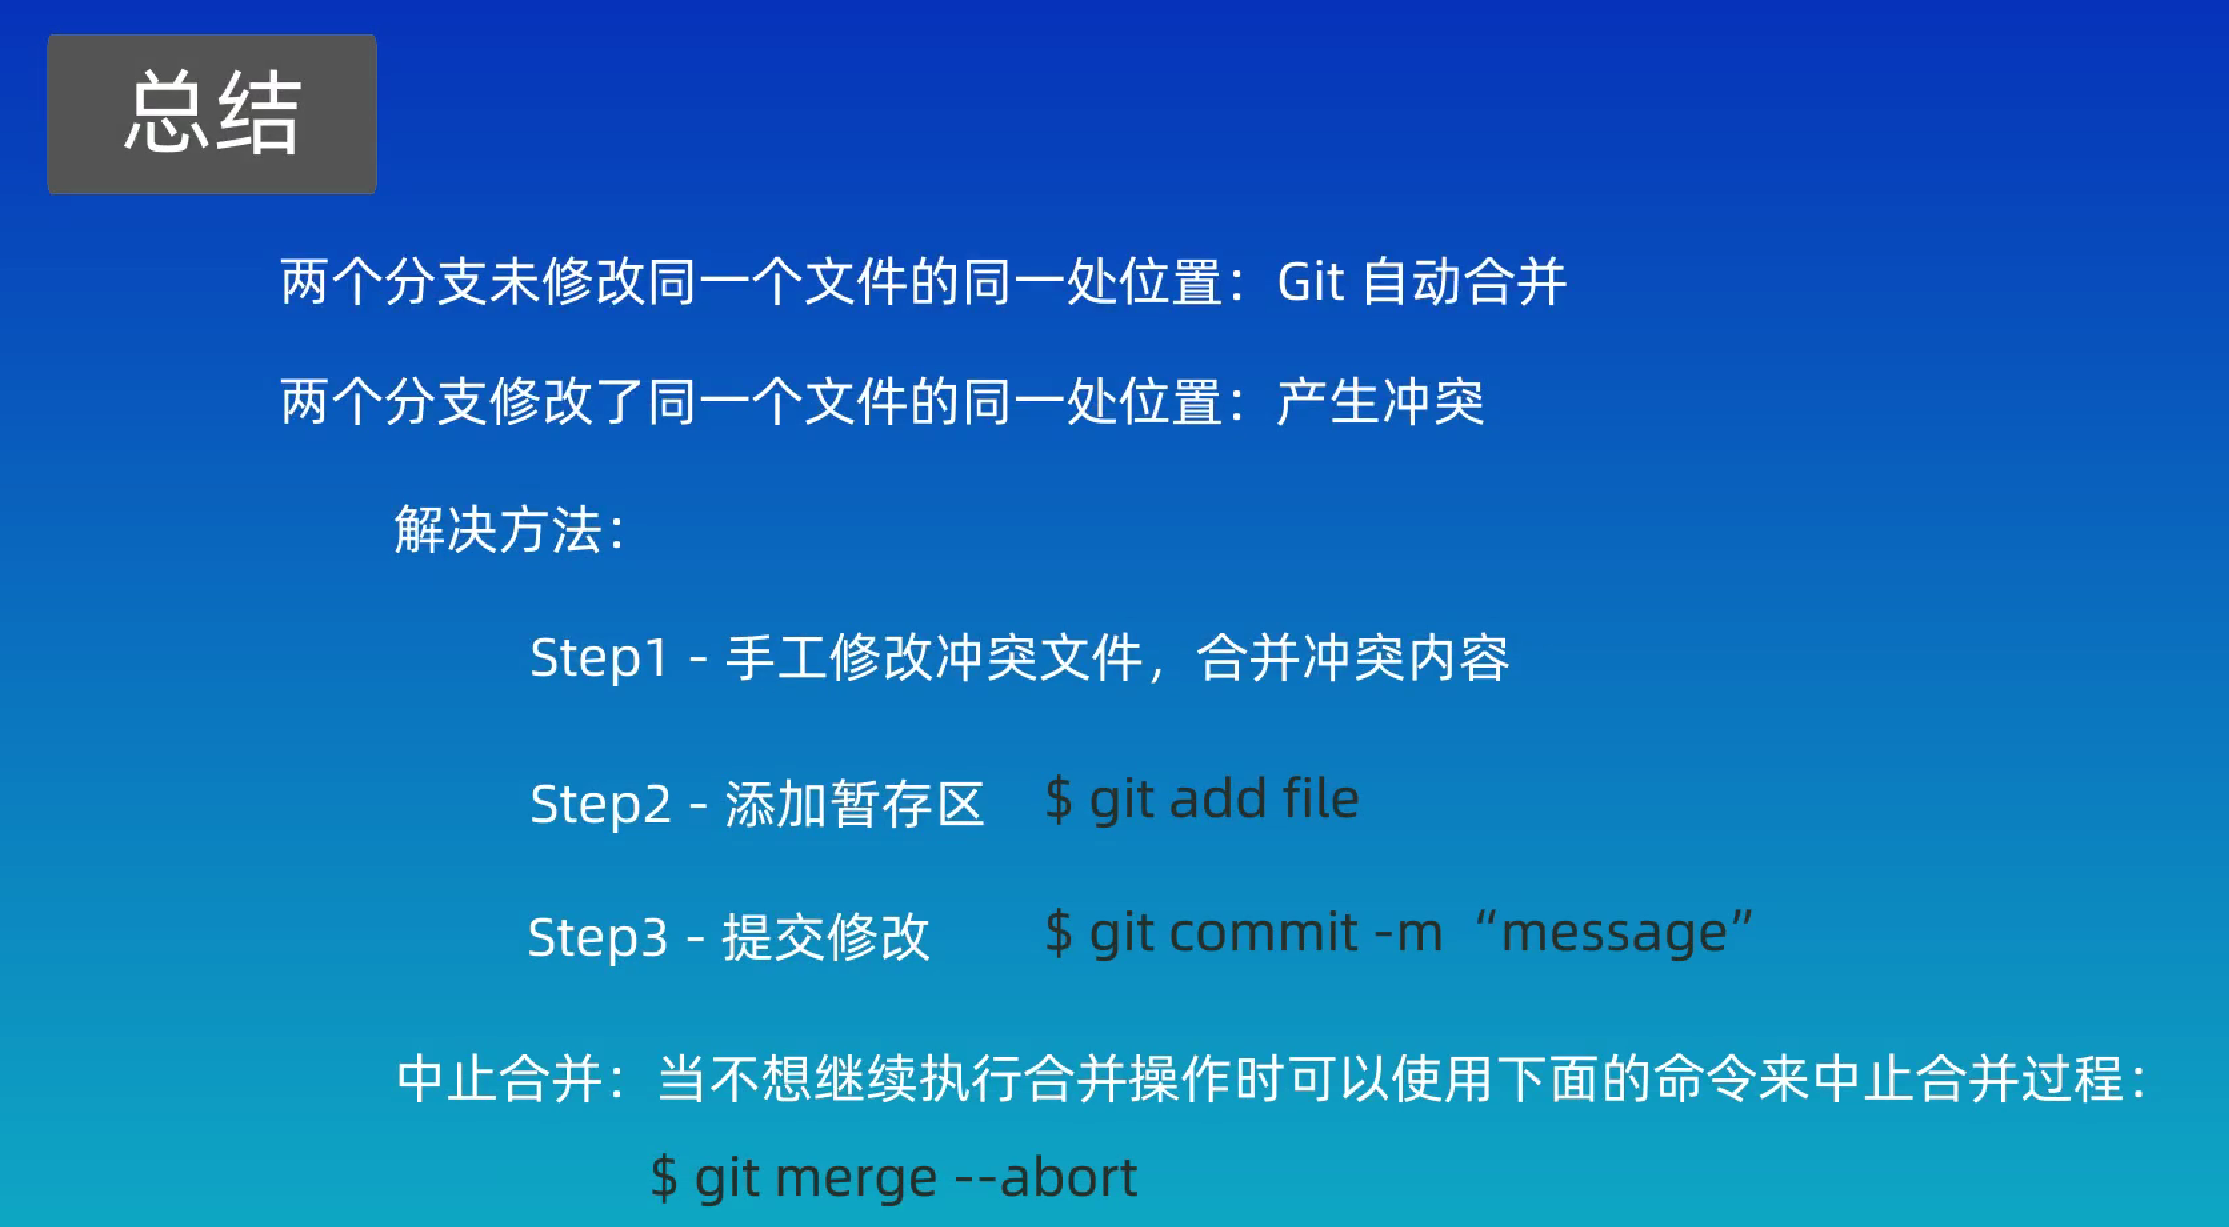 总结
两个分支未修改同一个文件的同一处位置：Git 自动合并
两个分支修改了同一个文件的同一处位置：产生冲突
解决方法：
Step1 - 手工修改冲突文件，合并冲突内容
Step2 - 添加暂存区 $ git add file
Step3 - 提交修改 $ git commit -m “message”
中止合并：当不想继续执行合并操作时可以使用下面的命令来中止合并过程：
$ git merge --abort